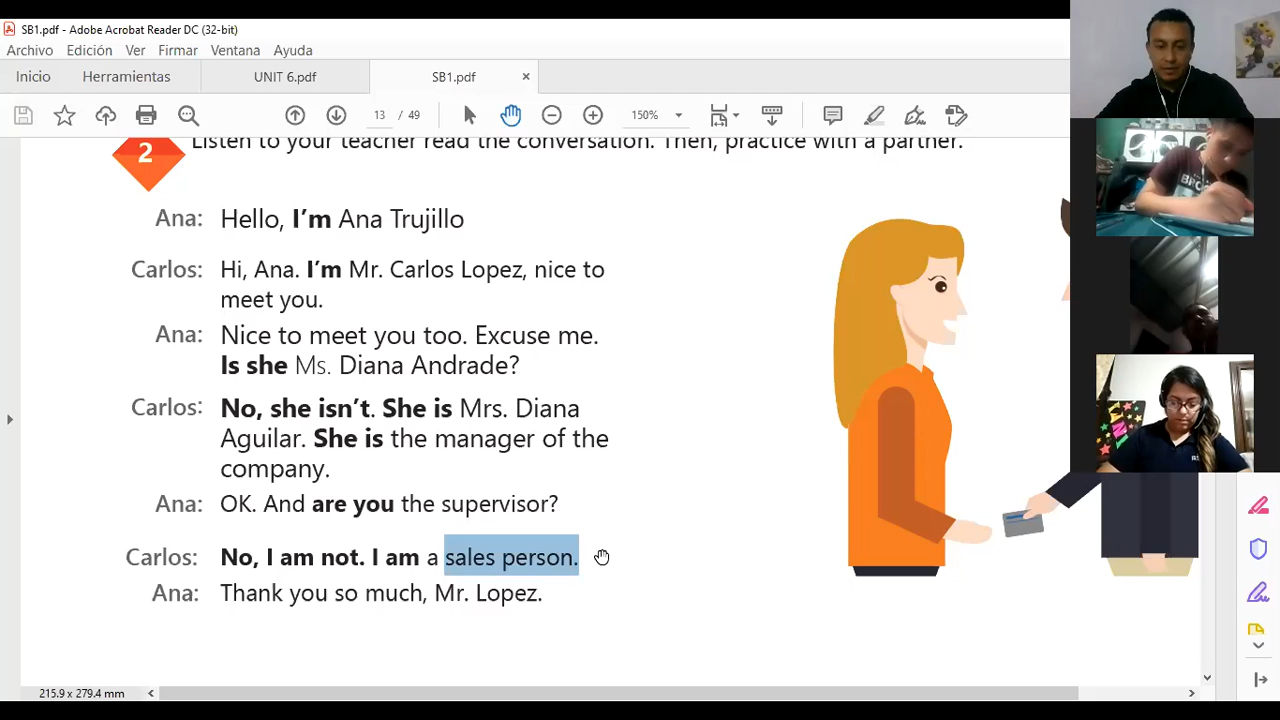 SB1.pdf - Adobe Acrobat Reader DC (32-bit)
Archivo Edición Ver Firmar Ventana Ayuda
Inicio Herramientas UNIT 6.pdf SB1.pdf ×
13 / 49 150%
2 Listen to your teacher read the conversation. Then, practice with a partner.
Ana: Hello, I'm Ana Trujillo
Carlos: Hi, Ana. I'm Mr. Carlos Lopez, nice to
meet you.
Ana: Nice to meet you too. Excuse me.
Is she Ms. Diana Andrade?
Carlos: No, she isn't. She is Mrs. Diana
Aguilar. She is the manager of the
company.
Ana: OK. And are you the supervisor?
Carlos: No, I am not. I am a sales person.
Ana: Thank you so much, Mr. Lopez.
215.9 x 279.4 mm